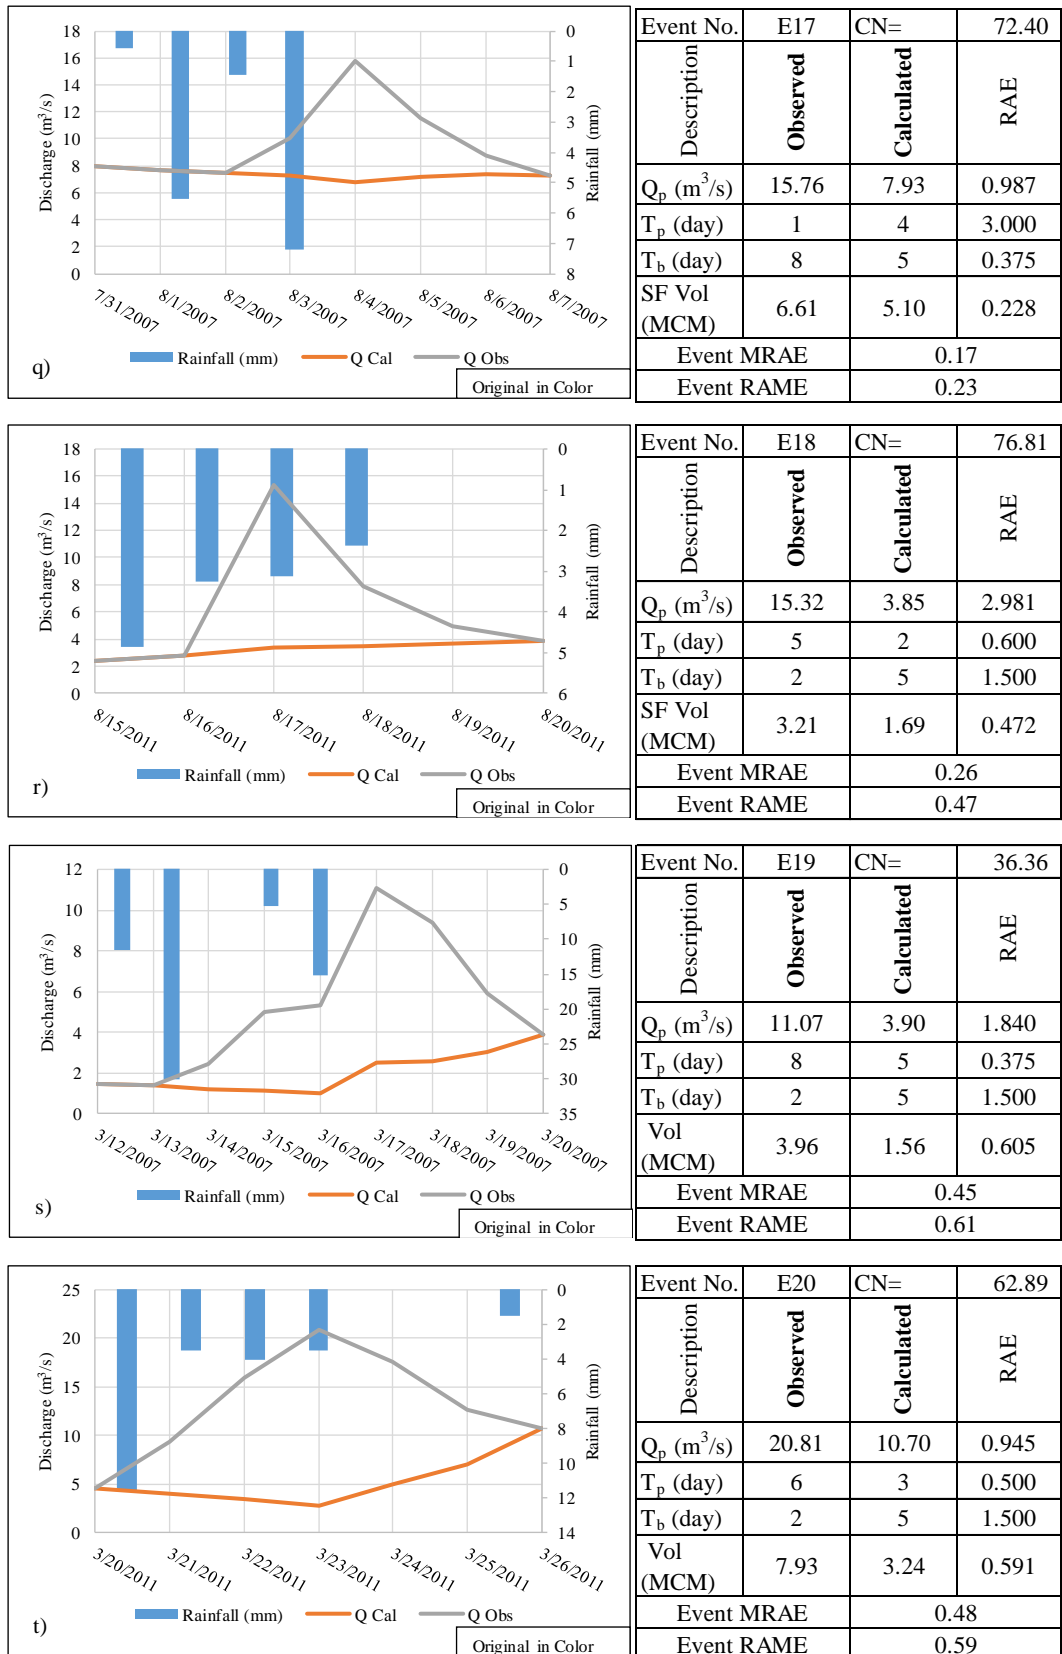 18
16
14
12
10
8
6
4
2
0
Discharge (m³/s)
0
1
2
3
4
5
6
7
8
Rainfall (mm)
7/31/2007 8/1/2007 8/2/2007 8/3/2007 8/4/2007 8/5/2007 8/6/2007 8/7/2007
Rainfall (mm) Q Cal Q Obs
q)
Original in Color
Event No. E17 CN= 72.40
Description Observed Calculated RAE
Qp (m³/s) 15.76 7.93 0.987
Tp (day) 1 4 3.000
Tb (day) 8 5 0.375
SF Vol
(MCM) 6.61 5.10 0.228
Event MRAE 0.17
Event RAME 0.23
18
16
14
12
10
8
6
4
2
0
Discharge (m³/s)
0
1
2
3
4
5
6
Rainfall (mm)
8/15/2011 8/16/2011 8/17/2011 8/18/2011 8/19/2011 8/20/2011
Rainfall (mm) Q Cal Q Obs
r)
Original in Color
Event No. E18 CN= 76.81
Description Observed Calculated RAE
Qp (m³/s) 15.32 3.85 2.981
Tp (day) 5 2 0.600
Tb (day) 2 5 1.500
SF Vol
(MCM) 3.21 1.69 0.472
Event MRAE 0.26
Event RAME 0.47
12
10
8
6
4
2
0
Discharge (m³/s)
0
5
10
15
20
25
30
35
Rainfall (mm)
3/12/2007 3/13/2007 3/14/2007 3/15/2007 3/16/2007 3/17/2007 3/18/2007 3/19/2007 3/20/2007
Rainfall (mm) Q Cal Q Obs
s)
Original in Color
Event No. E19 CN= 36.36
Description Observed Calculated RAE
Qp (m³/s) 11.07 3.90 1.840
Tp (day) 8 5 0.375
Tb (day) 2 5 1.500
Vol
(MCM) 3.96 1.56 0.605
Event MRAE 0.45
Event RAME 0.61
25
20
15
10
5
0
Discharge (m³/s)
0
2
4
6
8
10
12
14
Rainfall (mm)
3/20/2011 3/21/2011 3/22/2011 3/23/2011 3/24/2011 3/25/2011 3/26/2011
Rainfall (mm) Q Cal Q Obs
t)
Original in Color
Event No. E20 CN= 62.89
Description Observed Calculated RAE
Qp (m³/s) 20.81 10.70 0.945
Tp (day) 6 3 0.500
Tb (day) 2 5 1.500
Vol
(MCM) 7.93 3.24 0.591
Event MRAE 0.48
Event RAME 0.59